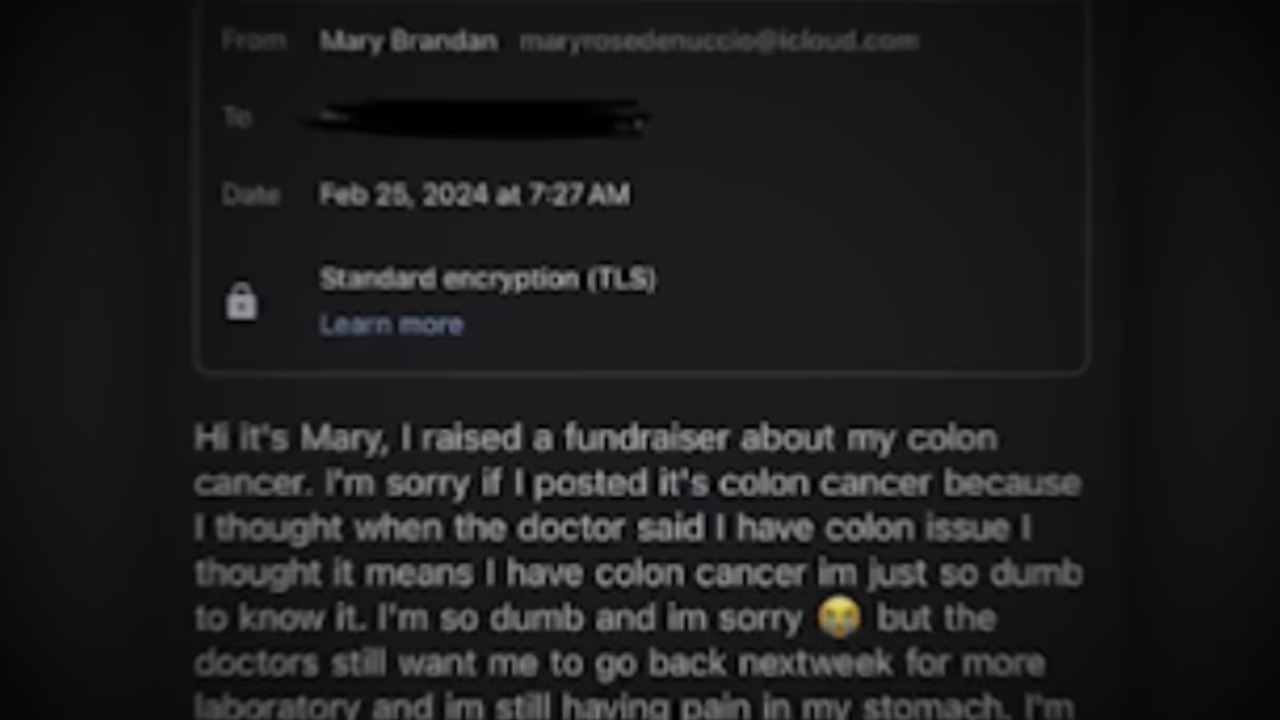 From Mary Brandan maryrosedenuccio@icloud.com
To
Date Feb 25, 2024 at 7:27 AM
Standard encryption (TLS)
Learn more
Hi it's Mary, I raised a fundraiser about my colon
cancer. I'm sorry if I posted it's colon cancer because
I thought when the doctor said I have colon issue I
thought it means I have colon cancer im just so dumb
to know it. I'm so dumb and im sorry 😭 but the
doctors still want me to go back nextweek for more
laboratory and im still having pain in my stomach. I'm